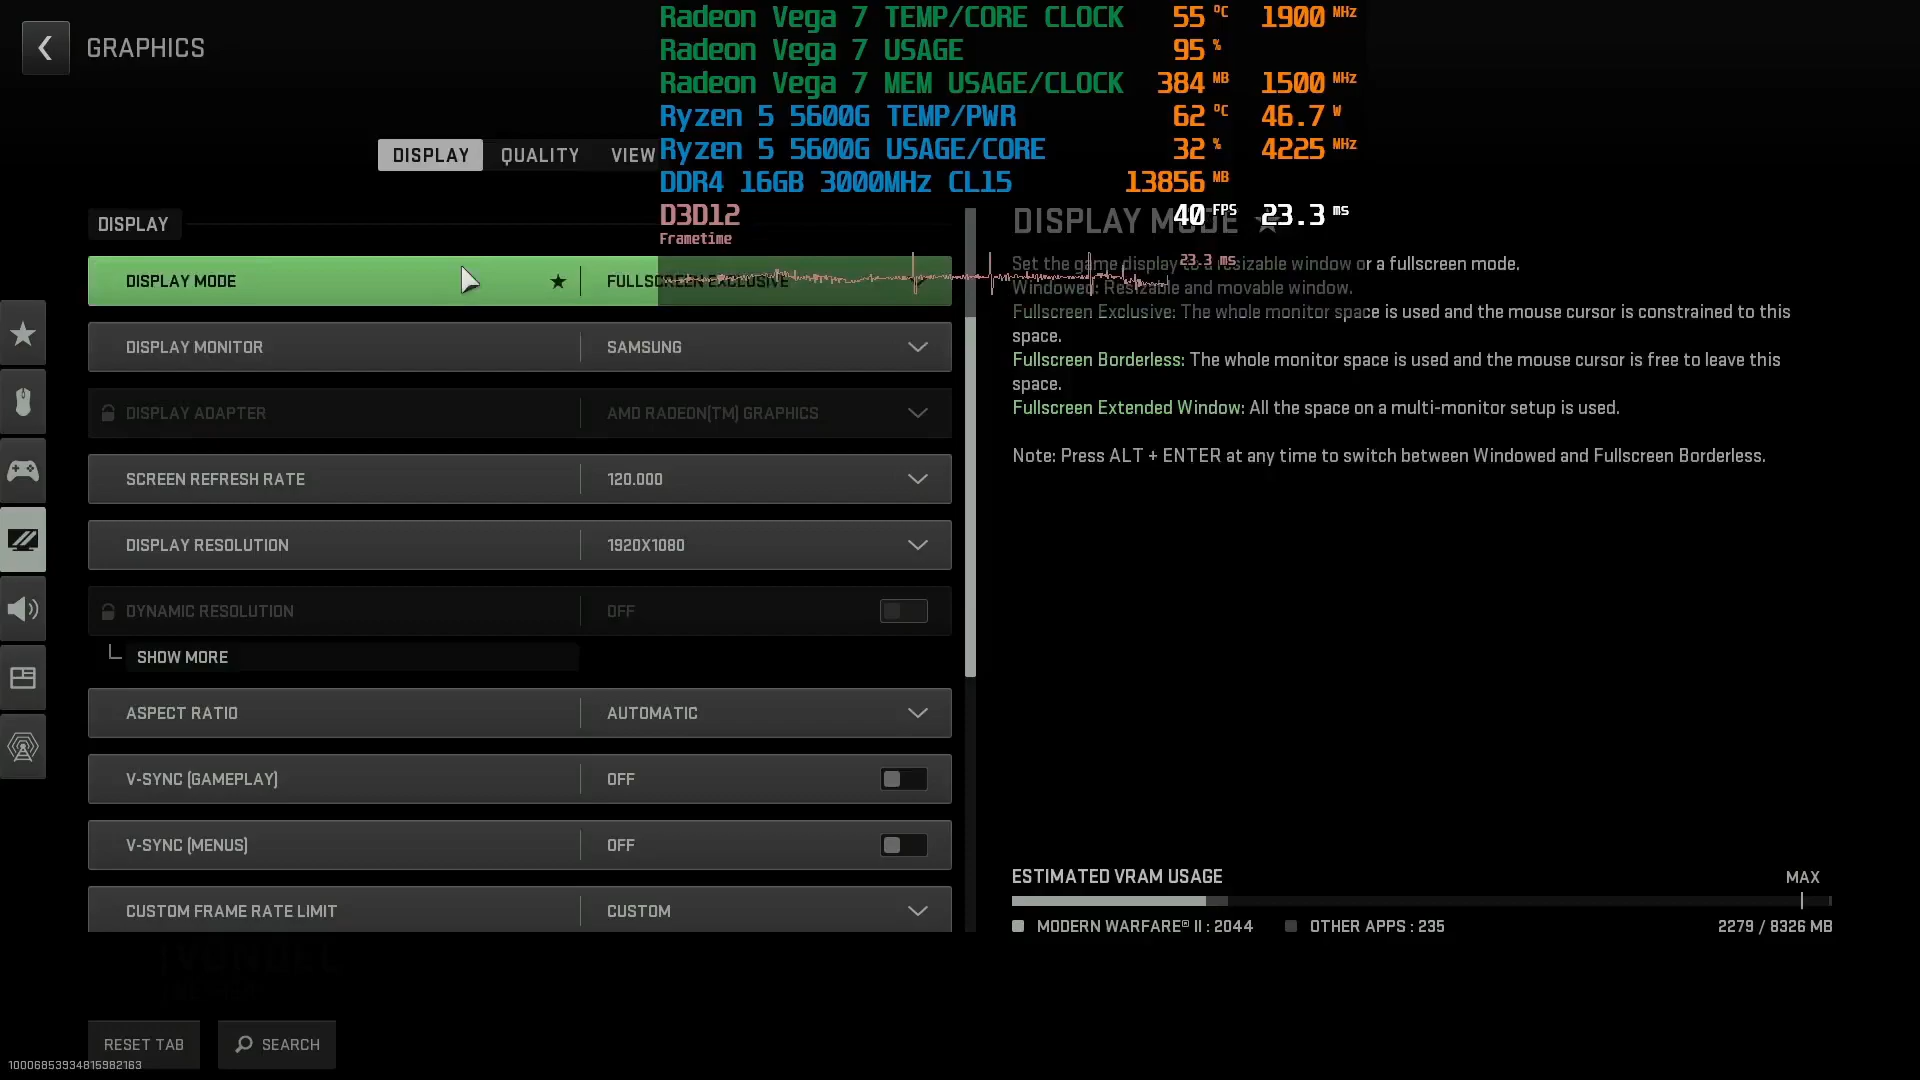 GRAPHICS
Radeon Vega 7 TEMP/CORE CLOCK 55 °C 1900 MHz
Radeon Vega 7 USAGE 95 %
Radeon Vega 7 MEM USAGE/CLOCK 384 MB 1500 MHz
Ryzen 5 5600G TEMP/PWR 62 °C 46.7 W
Ryzen 5 5600G USAGE/CORE 32 % 4225 MHz
DDR4 16GB 3000MHz CL15 13856 MB
D3D12 40 FPS 23.3 ms
Frametime
23.3 ms
DISPLAY QUALITY VIEW
DISPLAY
DISPLAY MODE FULLSCREEN EXCLUSIVE
DISPLAY MONITOR SAMSUNG
DISPLAY ADAPTER AMD RADEON(TM) GRAPHICS
SCREEN REFRESH RATE 120.000
DISPLAY RESOLUTION 1920X1080
DYNAMIC RESOLUTION OFF
SHOW MORE
ASPECT RATIO AUTOMATIC
V-SYNC (GAMEPLAY) OFF
V-SYNC (MENUS) OFF
CUSTOM FRAME RATE LIMIT CUSTOM
DISPLAY MODE
Set the game display to a resizable window or a fullscreen mode.
Windowed: Resizable and movable window.
Fullscreen Exclusive: The whole monitor space is used and the mouse cursor is constrained to this
space.
Fullscreen Borderless: The whole monitor space is used and the mouse cursor is free to leave this
space.
Fullscreen Extended Window: All the space on a multi-monitor setup is used.
Note: Press ALT + ENTER at any time to switch between Windowed and Fullscreen Borderless.
ESTIMATED VRAM USAGE MAX
MODERN WARFARE® II : 2044 OTHER APPS : 235 2279 / 8326 MB
RESET TAB SEARCH
10006853934815982163